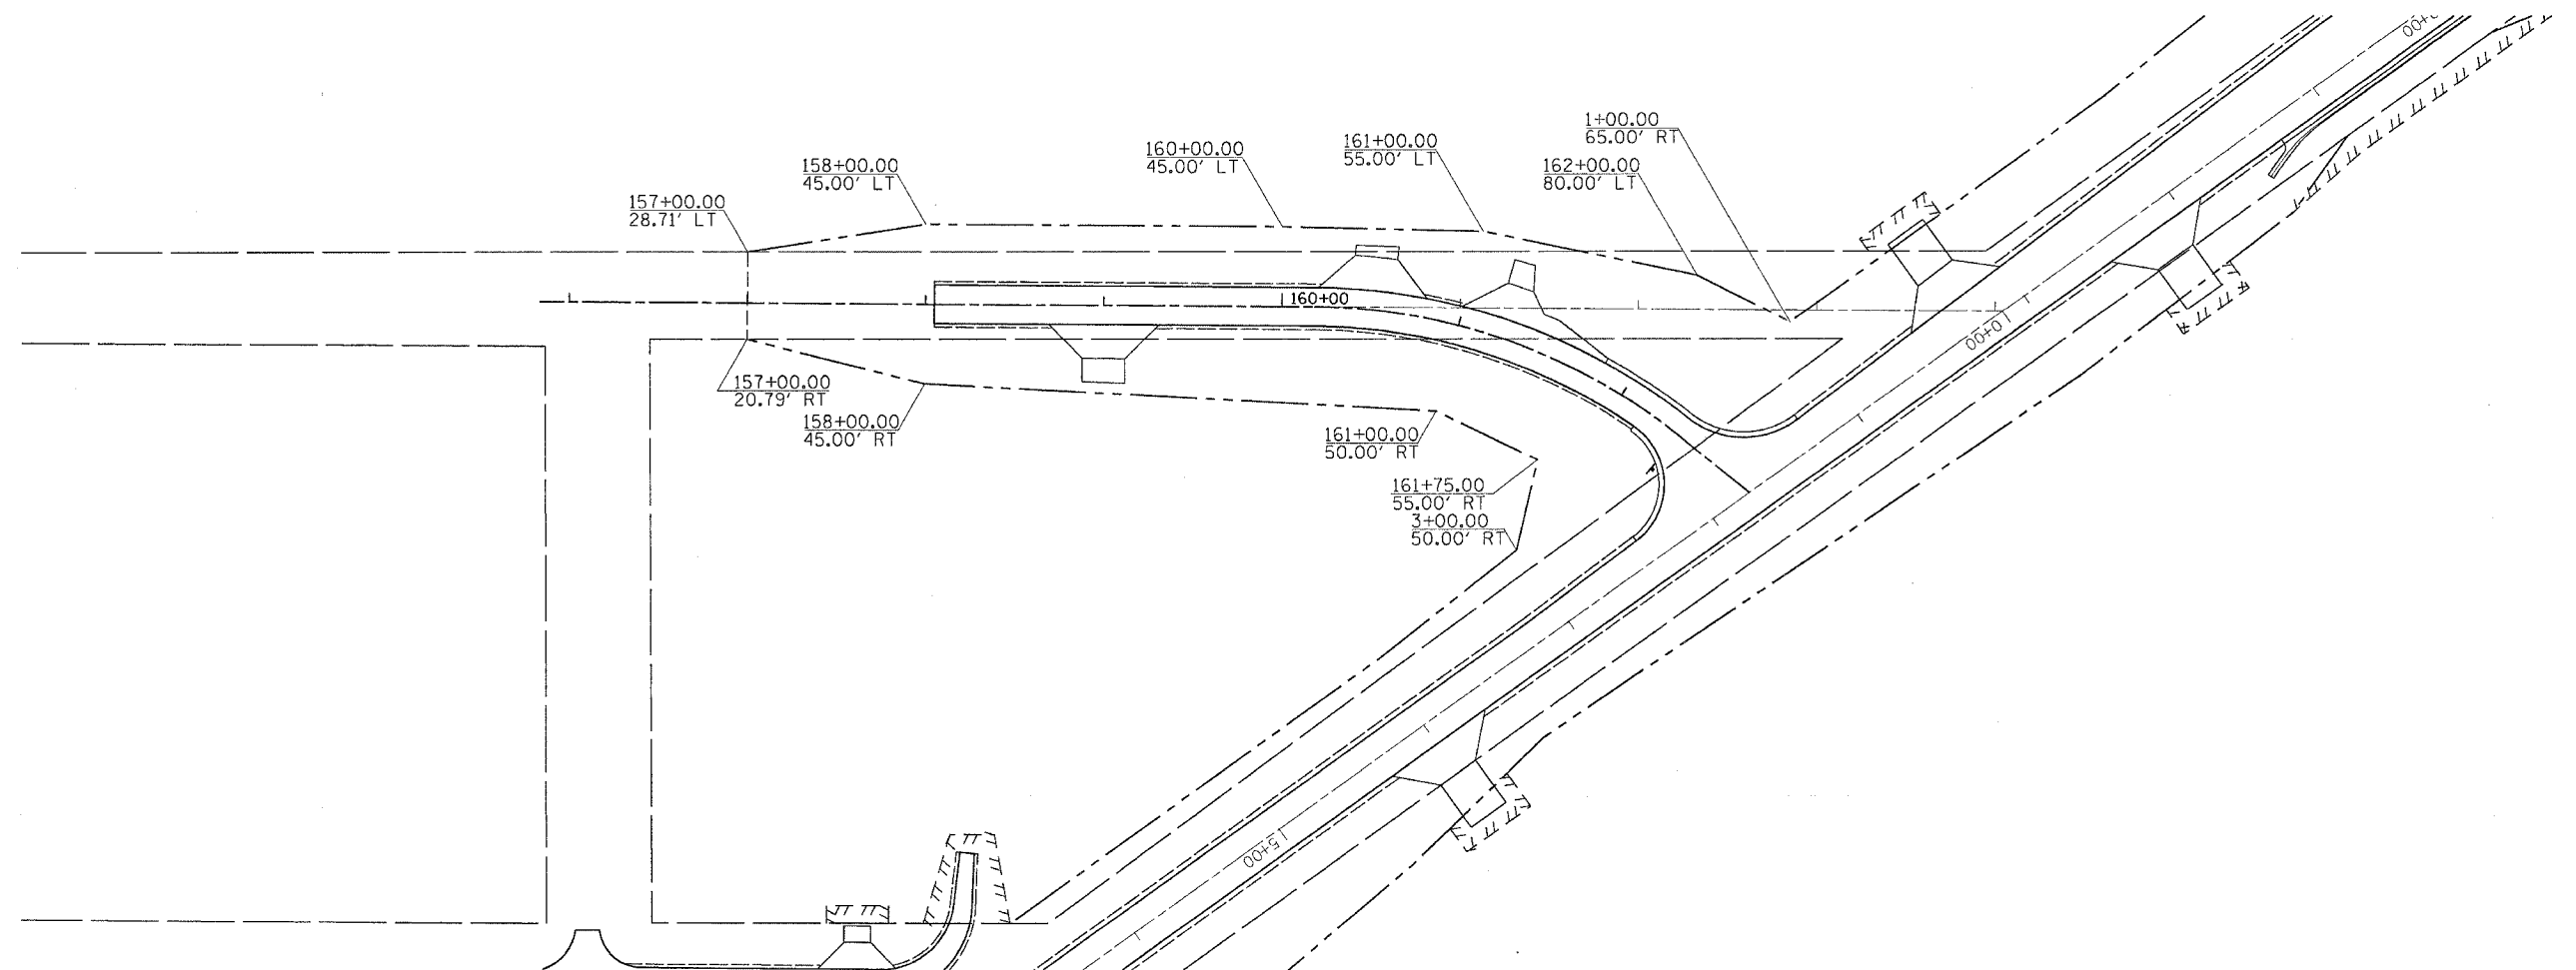 1+00.00
65.00' RT
161+00.00
55.00' LT
160+00.00
45.00' LT
162+00.00
80.00' LT
158+00.00
45.00' LT
157+00.00
28.71' LT
160+00
10+00
157+00.00
20.79' RT
158+00.00
45.00' RT
161+00.00
50.00' RT
161+75.00
55.00' RT
3+00.00
50.00' RT
15+00